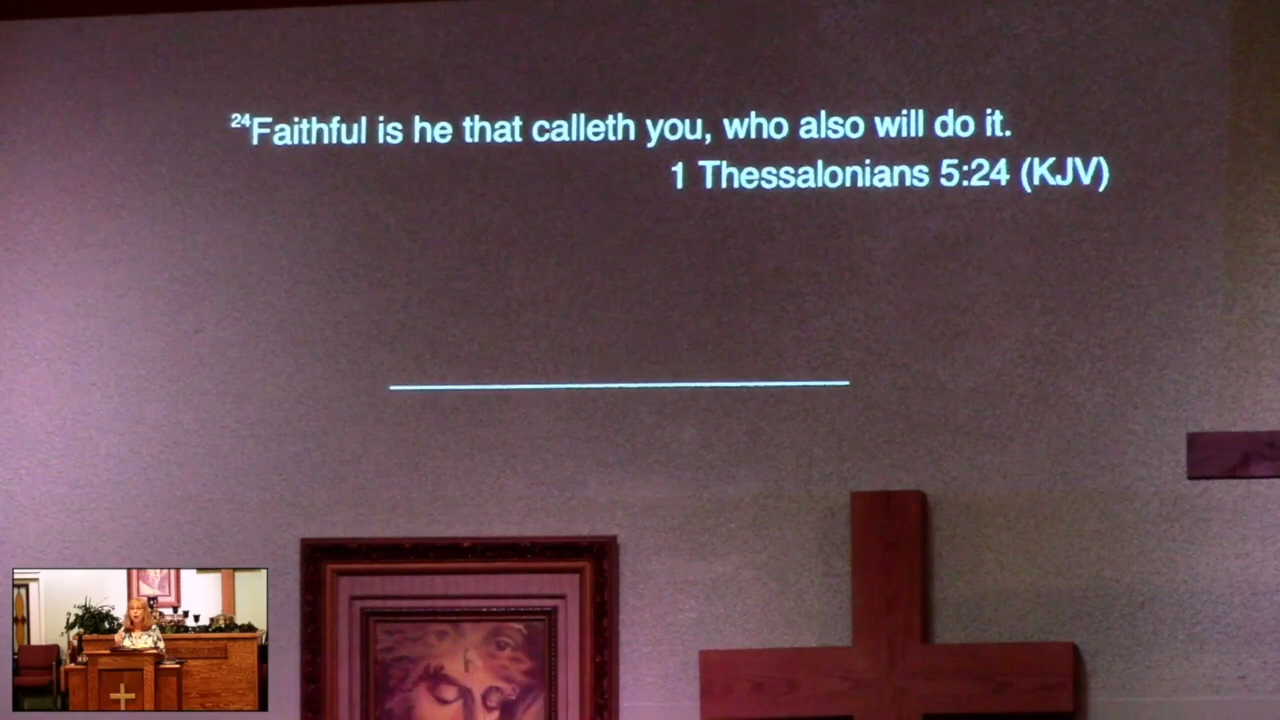 ²⁴Faithful is he that calleth you, who also will do it.
1 Thessalonians 5:24 (KJV)